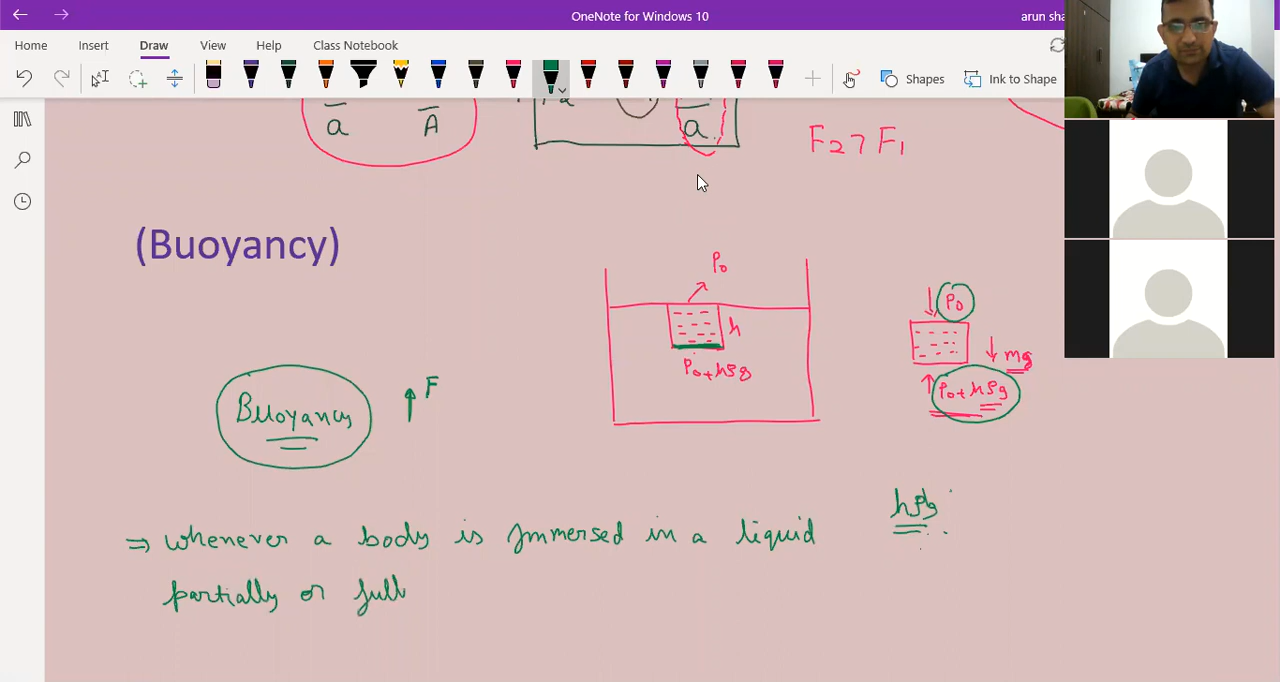 OneNote for Windows 10
arun sha
Home Insert Draw View Help Class Notebook
Shapes
Ink to Shape
a A
a
F2 > F1
(Buoyancy)
P0
h
P0+hρg
P0
mg
P0+hρg
Buoyancy
F
hρg
⇒ whenever a body is immersed in a liquid
partially or full